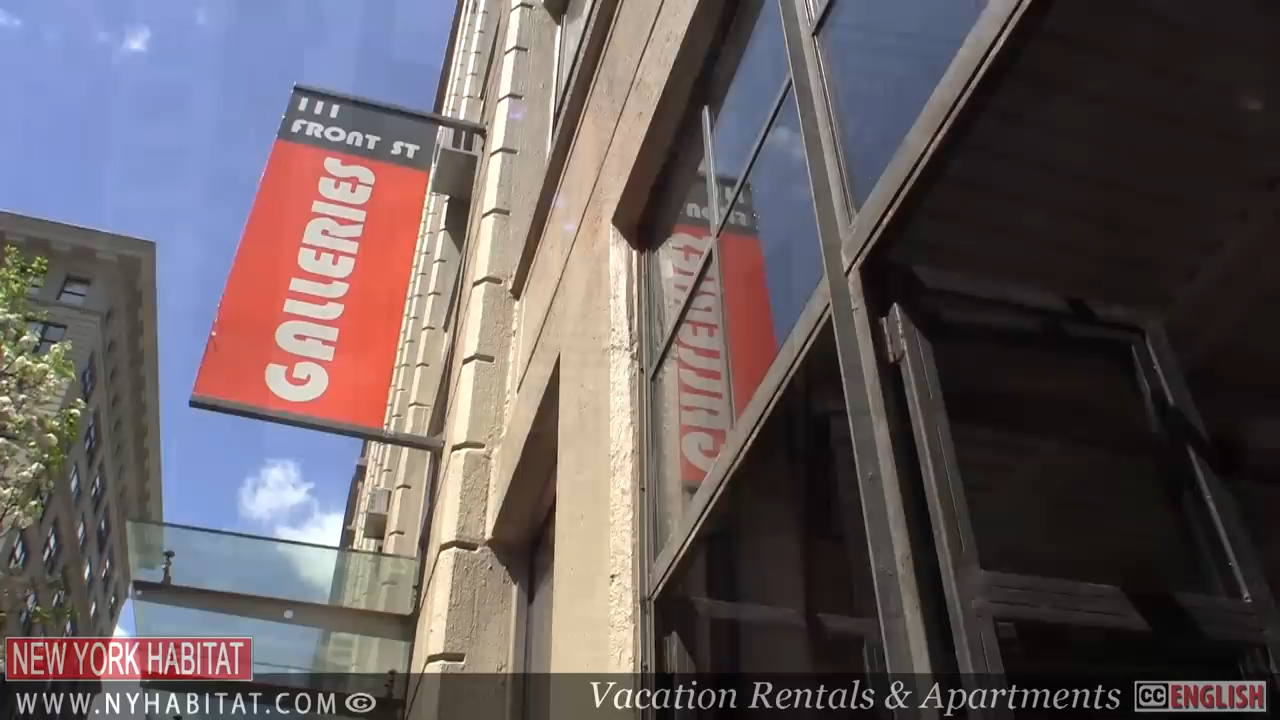 111
FRONT ST
GALLERIES
NEW YORK HABITAT
WWW.NYHABITAT.COM ©
Vacation Rentals & Apartments
CC ENGLISH